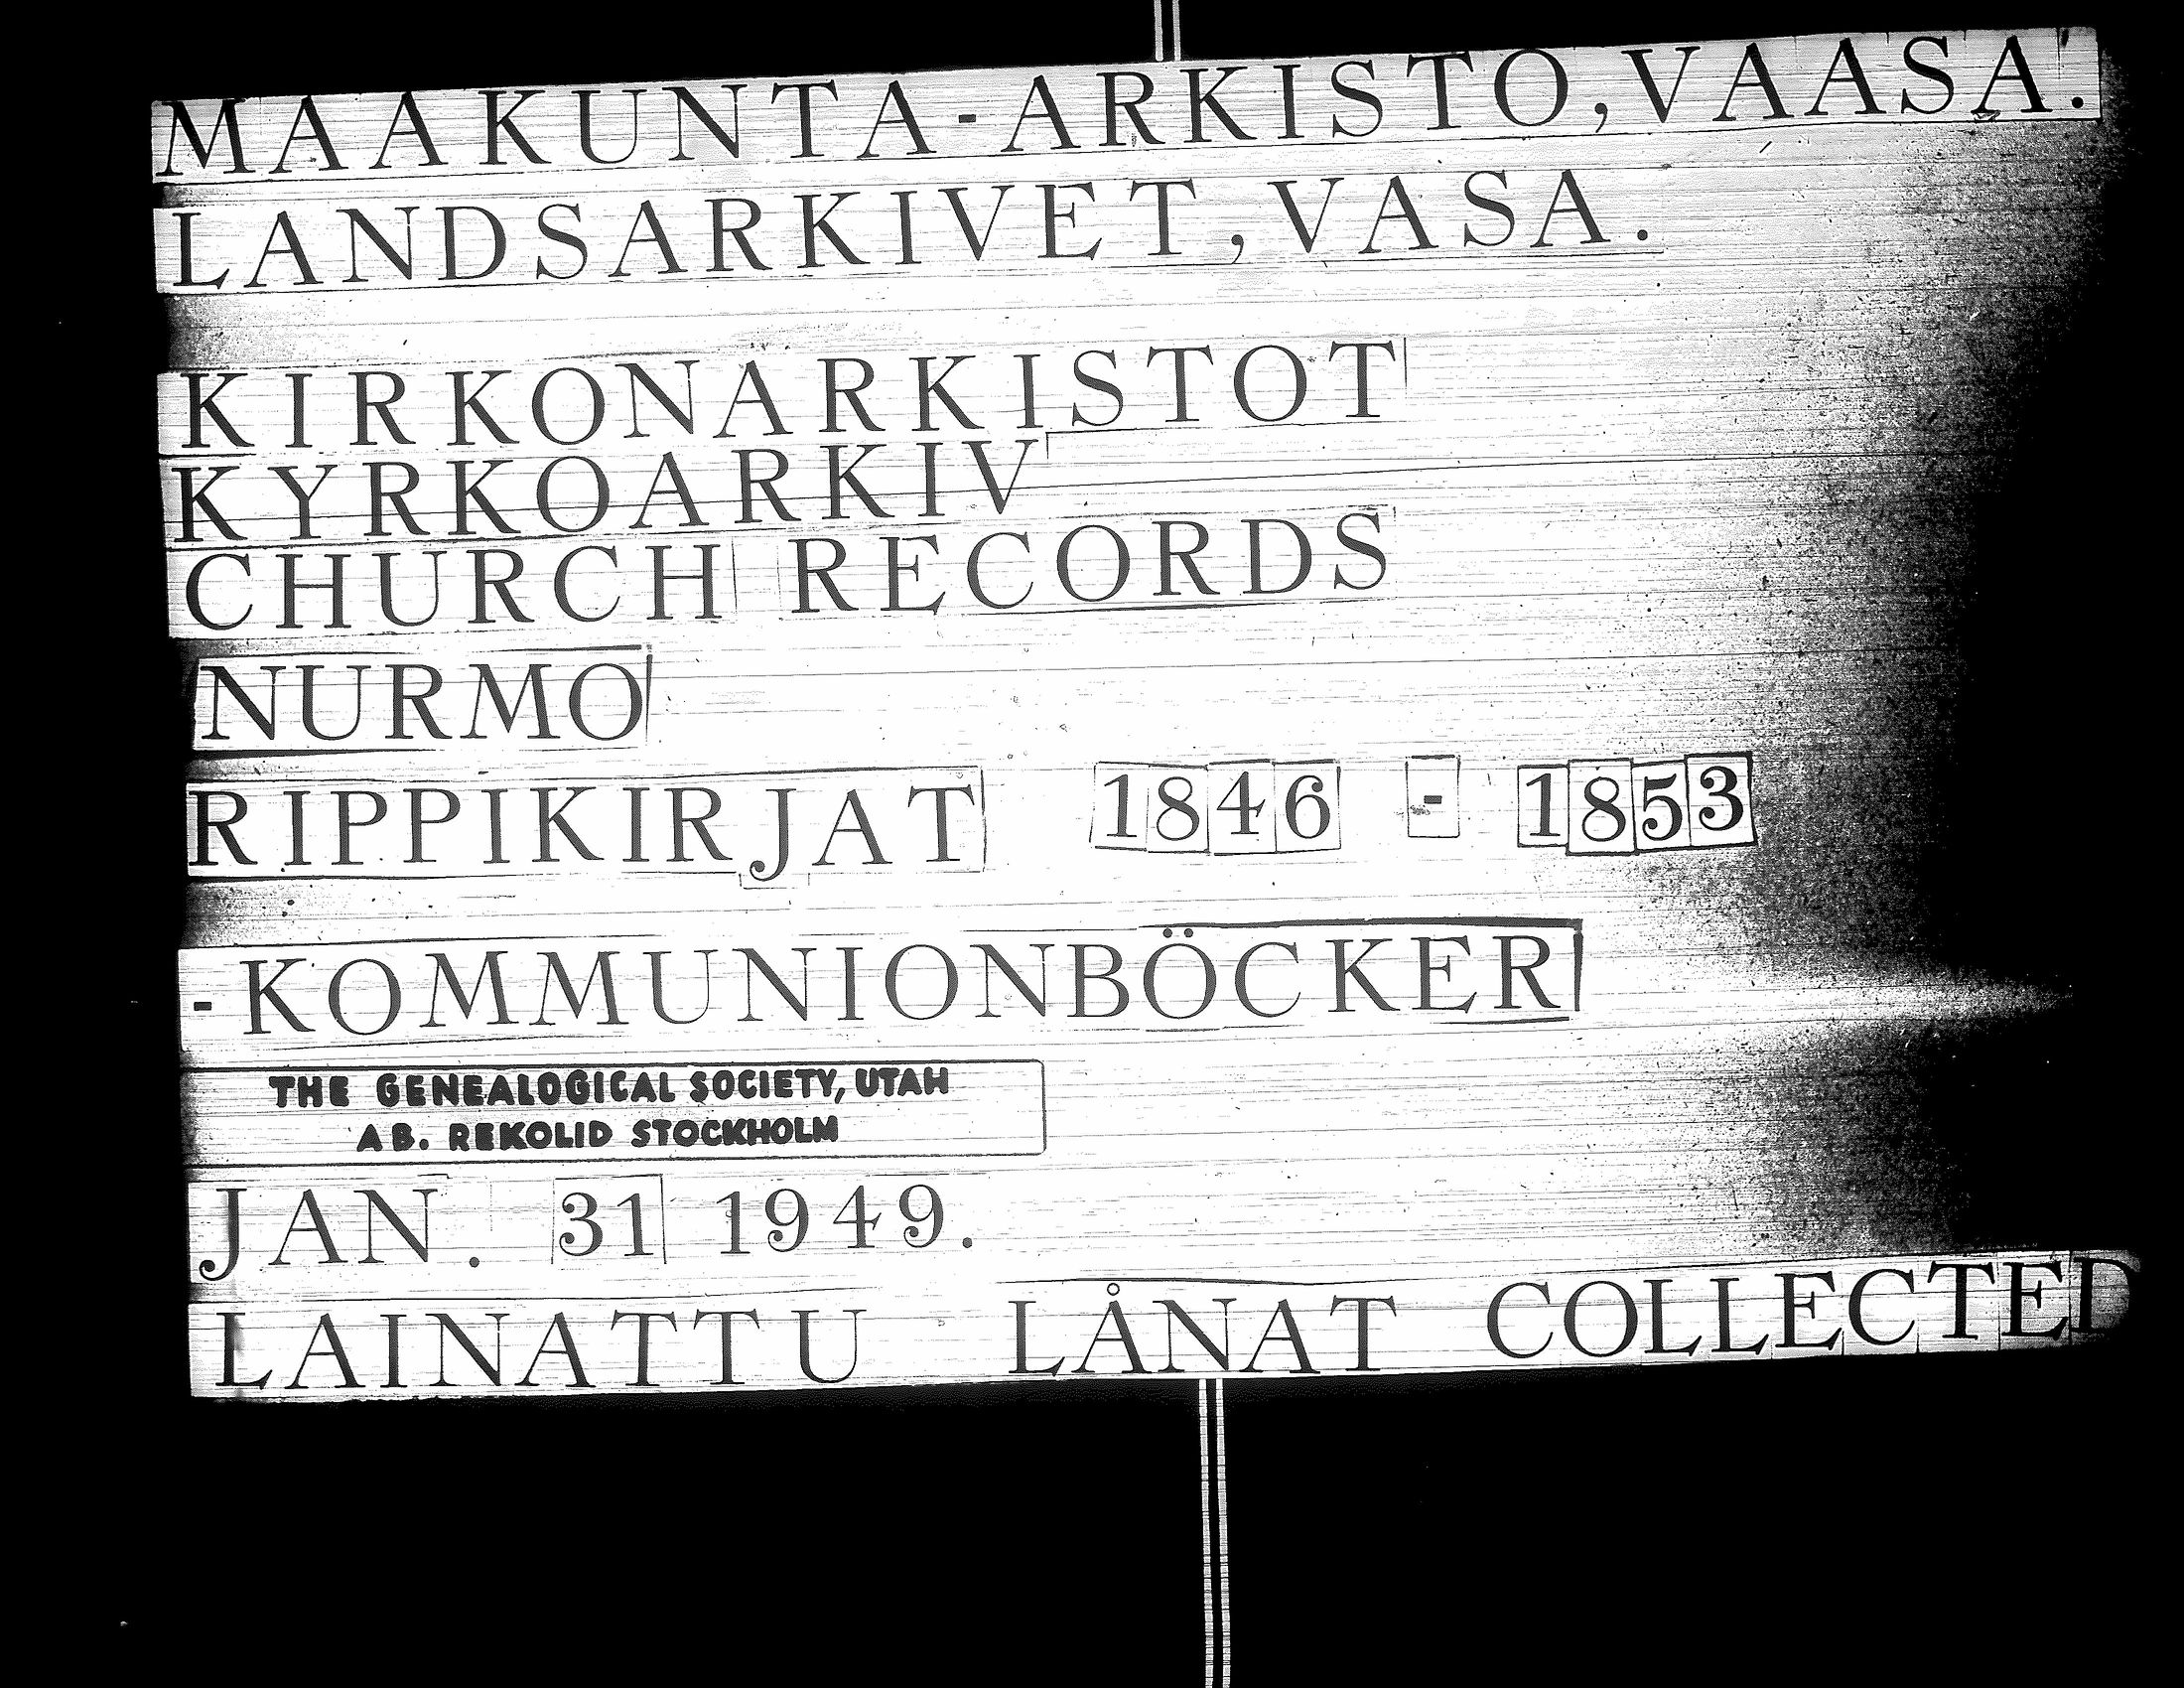 MAAKUNTA-ARKISTO, VAASA.
LANDSARKIVET, VASA.
KIRKONARKISTOT
KYRKOARKIV
CHURCH RECORDS
NURMO
RIPPIKIRJAT 1846 - 1853
-KOMMUNIONBÖCKER
THE GENEALOGICAL SOCIETY, UTAH
AB. REKOLID STOCKHOLM
JAN. 31 1949.
LAINATTU LÅNAT COLLECTED